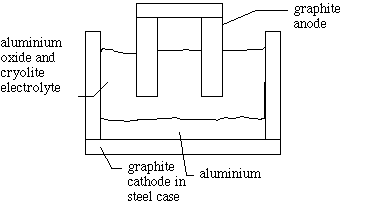 graphite
anode
aluminium
oxide and
cryolite
electrolyte
graphite
cathode in
steel case
aluminium